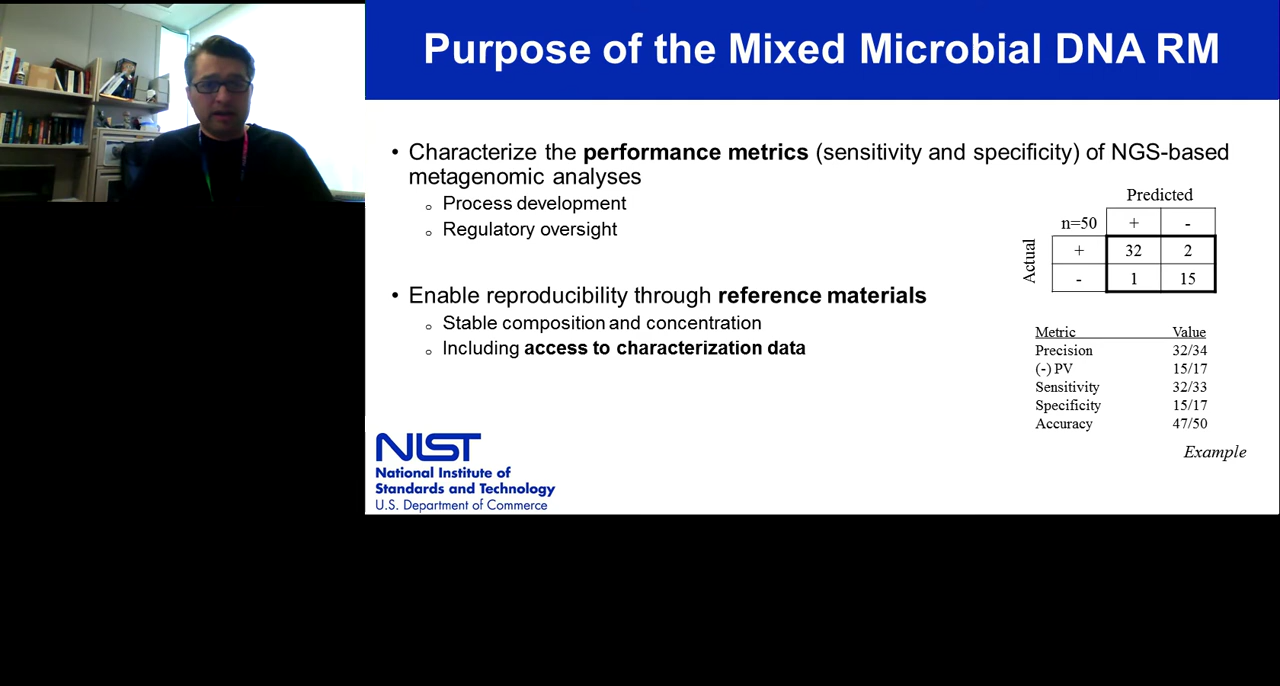 Purpose of the Mixed Microbial DNA RM
• Characterize the performance metrics (sensitivity and specificity) of NGS-based
metagenomic analyses
o Process development
o Regulatory oversight
• Enable reproducibility through reference materials
o Stable composition and concentration
o Including access to characterization data
Predicted
n=50 + -
Actual
+ 32 2
- 1 15
Metric Value
Precision 32/34
(-) PV 15/17
Sensitivity 32/33
Specificity 15/17
Accuracy 47/50
Example
NIST
National Institute of
Standards and Technology
U.S. Department of Commerce